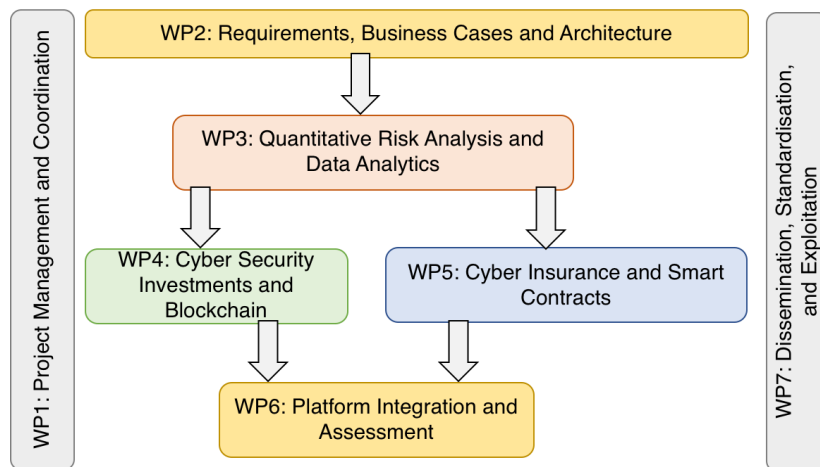 WP1: Project Management and Coordination
WP2: Requirements, Business Cases and Architecture
WP3: Quantitative Risk Analysis and
Data Analytics
WP4: Cyber Security
Investments and
Blockchain
WP5: Cyber Insurance and Smart
Contracts
WP6: Platform Integration and
Assessment
WP7: Dissemination, Standardisation,
and Exploitation